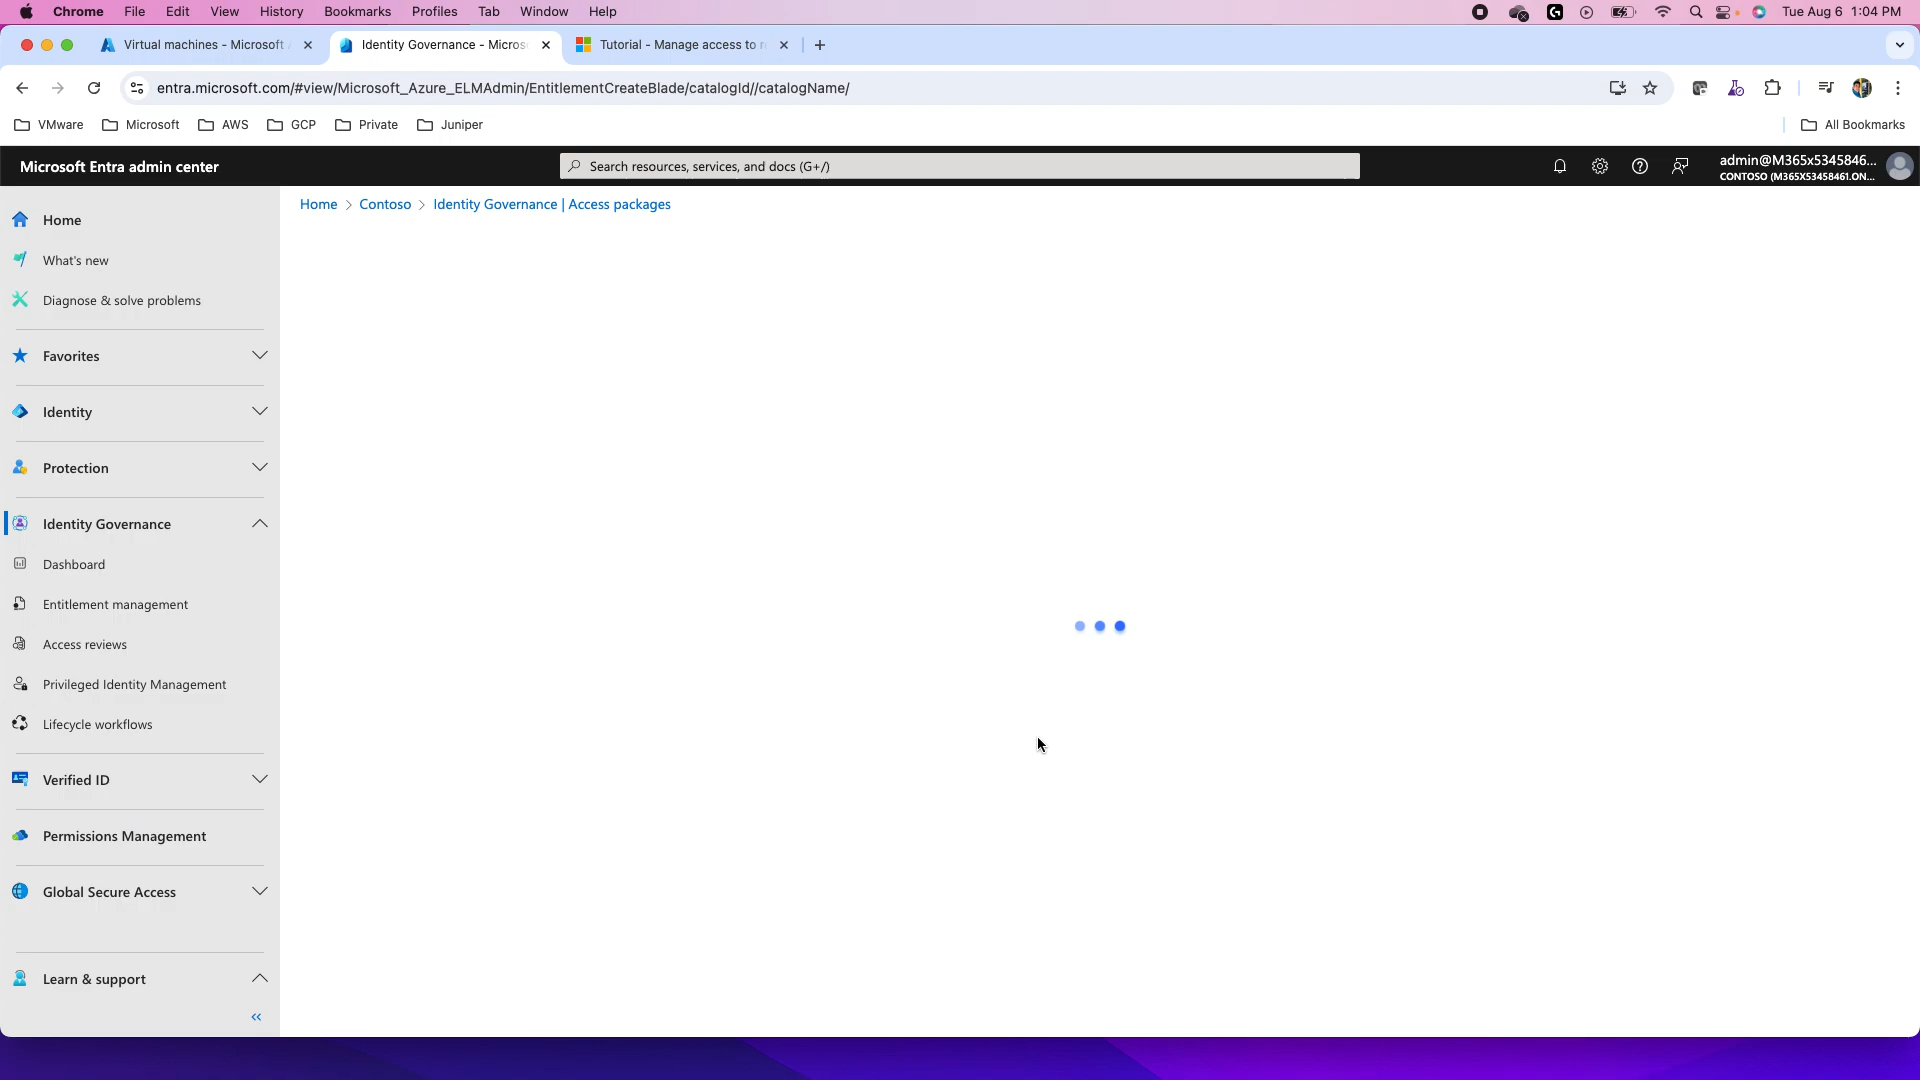 Chrome File Edit View History Bookmarks Profiles Tab Window Help Tue Aug 6 1:04 PM
Virtual machines - Microsoft Identity Governance - Micros Tutorial - Manage access to
entra.microsoft.com/#view/Microsoft_Azure_ELMAdmin/EntitlementCreateBlade/catalogId//catalogName/
VMware Microsoft AWS GCP Private Juniper All Bookmarks
Microsoft Entra admin center
Search resources, services, and docs (G+/)
admin@M365x5345846...
CONTOSO (M365X53458461.ON...
Home > Contoso > Identity Governance | Access packages
Home
What's new
Diagnose & solve problems
Favorites
Identity
Protection
Identity Governance
Dashboard
Entitlement management
Access reviews
Privileged Identity Management
Lifecycle workflows
Verified ID
Permissions Management
Global Secure Access
Learn & support